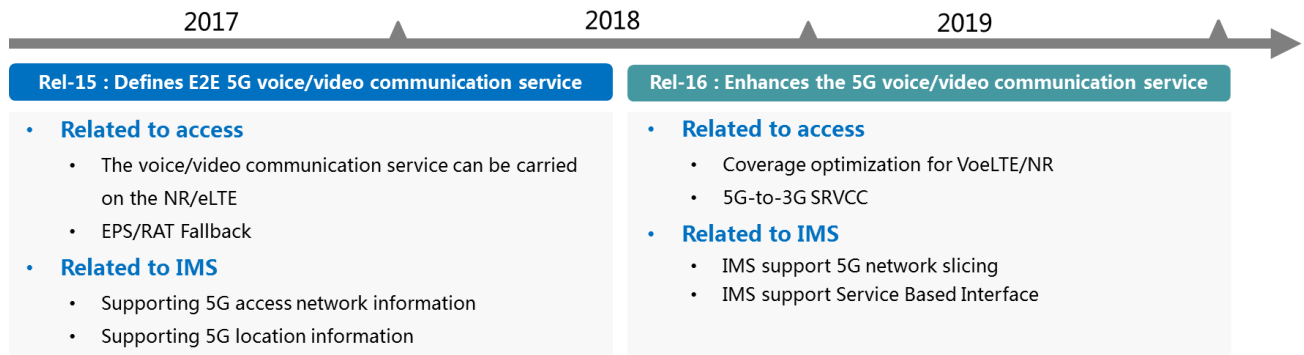 2017
2018
2019
Rel-15 : Defines E2E 5G voice/video communication service
• Related to access
• The voice/video communication service can be carried
on the NR/eLTE
• EPS/RAT Fallback
• Related to IMS
• Supporting 5G access network information
• Supporting 5G location information
Rel-16 : Enhances the 5G voice/video communication service
• Related to access
• Coverage optimization for VoeLTE/NR
• 5G-to-3G SRVCC
• Related to IMS
• IMS support 5G network slicing
• IMS support Service Based Interface